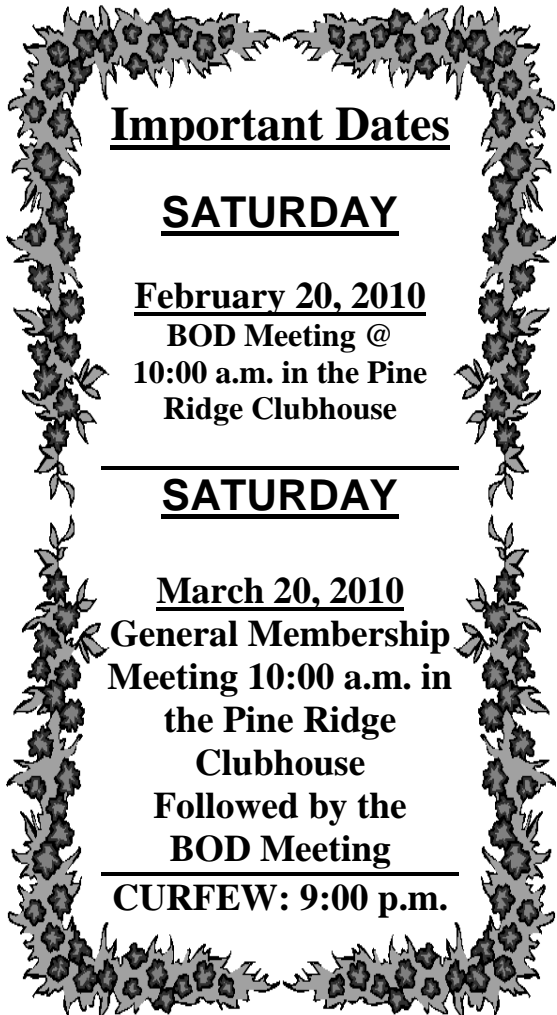 Important Dates
SATURDAY
February 20, 2010
BOD Meeting @
10:00 a.m. in the Pine
Ridge Clubhouse
SATURDAY
March 20, 2010
General Membership
Meeting 10:00 a.m. in
the Pine Ridge
Clubhouse
Followed by the
BOD Meeting
CURFEW: 9:00 p.m.